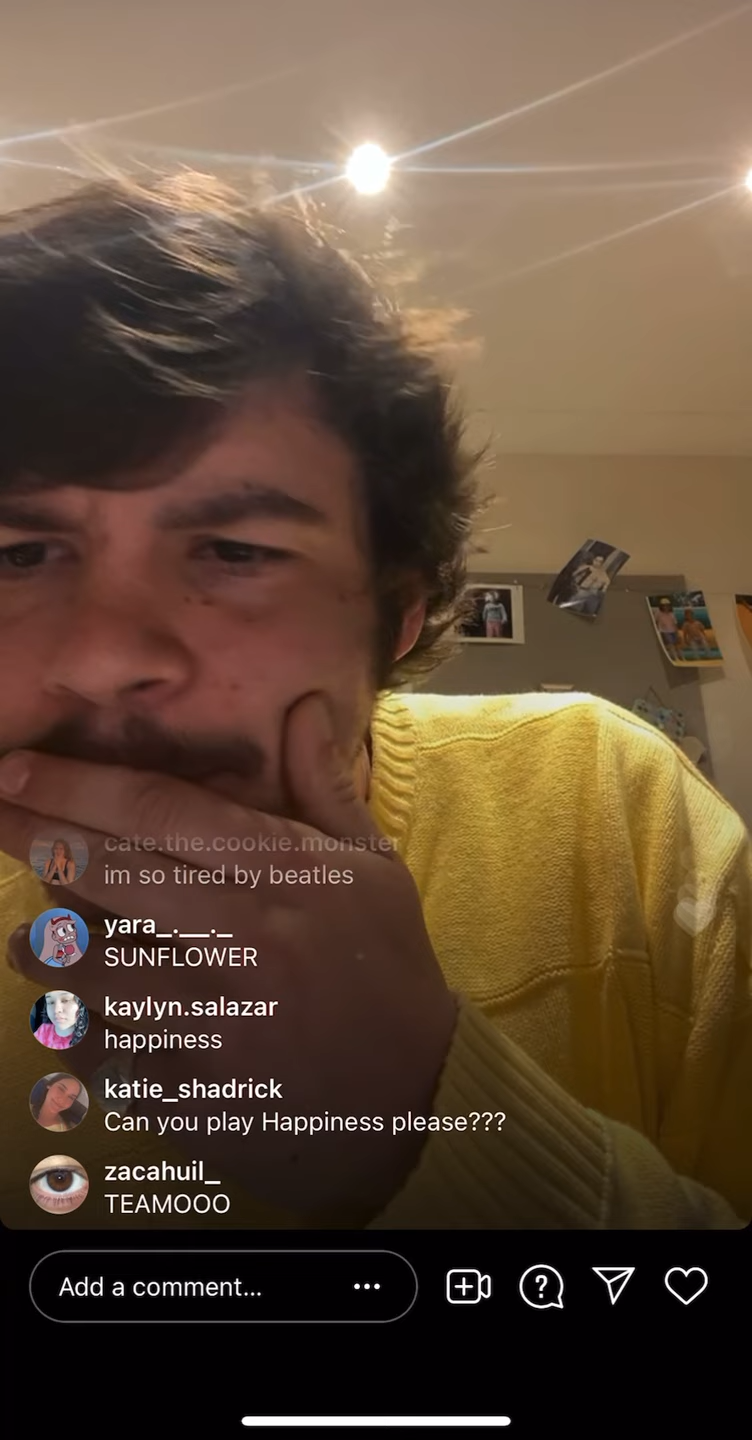 cate.the.cookie.monster
im so tired by beatles
yara_.__._
SUNFLOWER
kaylyn.salazar
happiness
katie_shadrick
Can you play Happiness please???
zacahuil_
TEAMOOO
Add a comment...